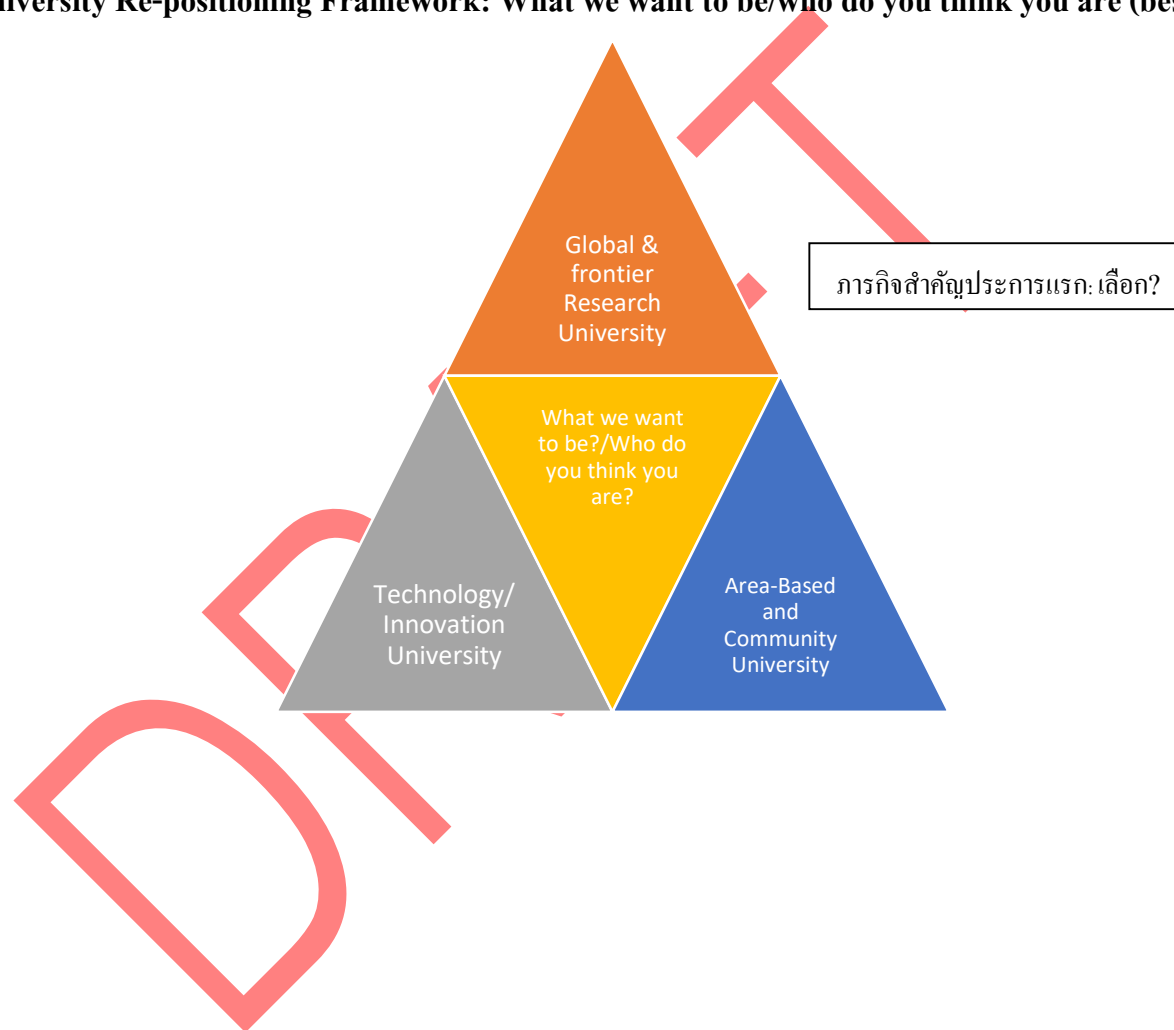 iversity Re-positioning Framework: What we want to be/who do you think you are (bes
Global &
frontier
Research
University
ภารกิจสำคัญประการแรก: เลือก?
What we want
to be?/Who do
you think you
are?
Technology/
Innovation
University
Area-Based
and
Community
University
DRAFT